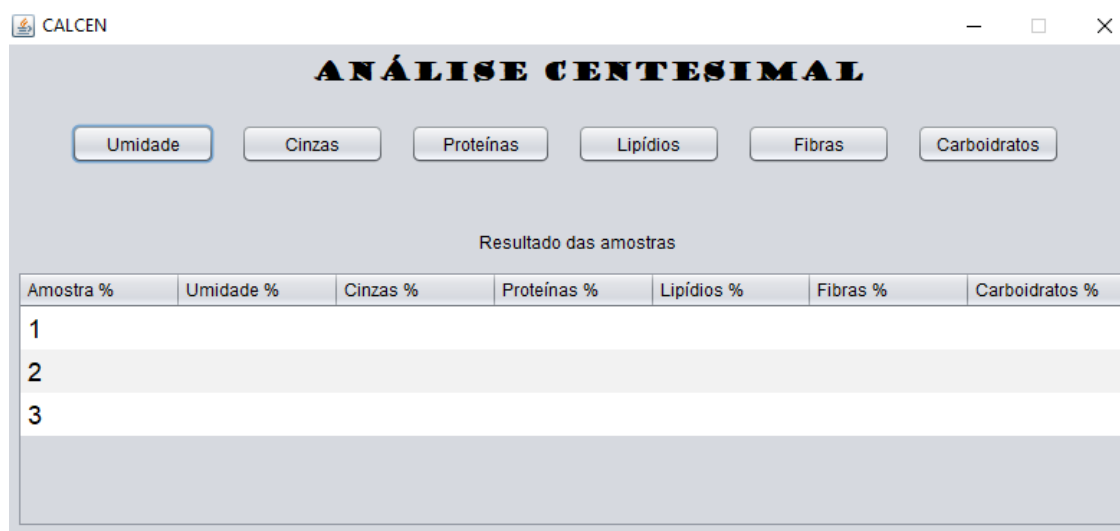 CALCEN
ANÁLISE CENTESIMAL
Umidade Cinzas Proteínas Lipídios Fibras Carboidratos
Resultado das amostras
Amostra % Umidade % Cinzas % Proteínas % Lipídios % Fibras % Carboidratos %
1
2
3